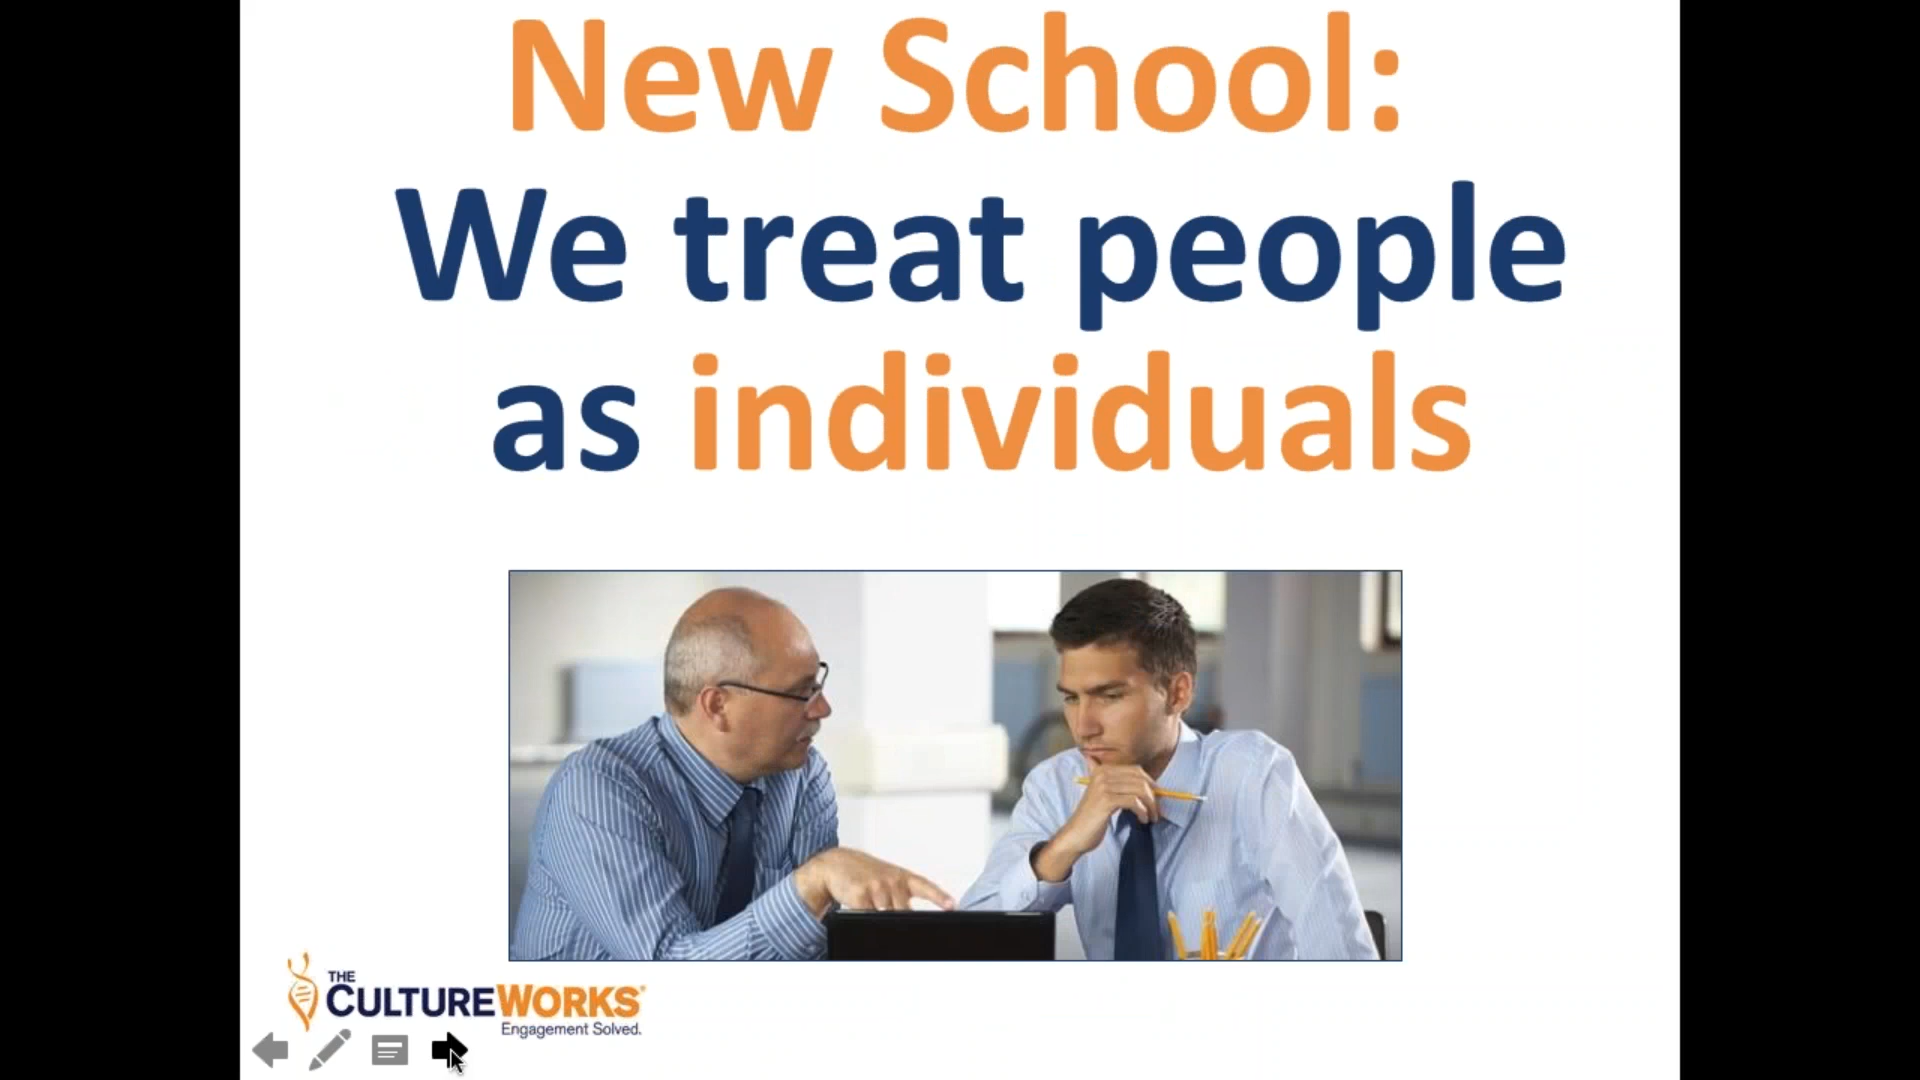 New School:
We treat people
as individuals
THE
CULTUREWORKS®
Engagement Solved.